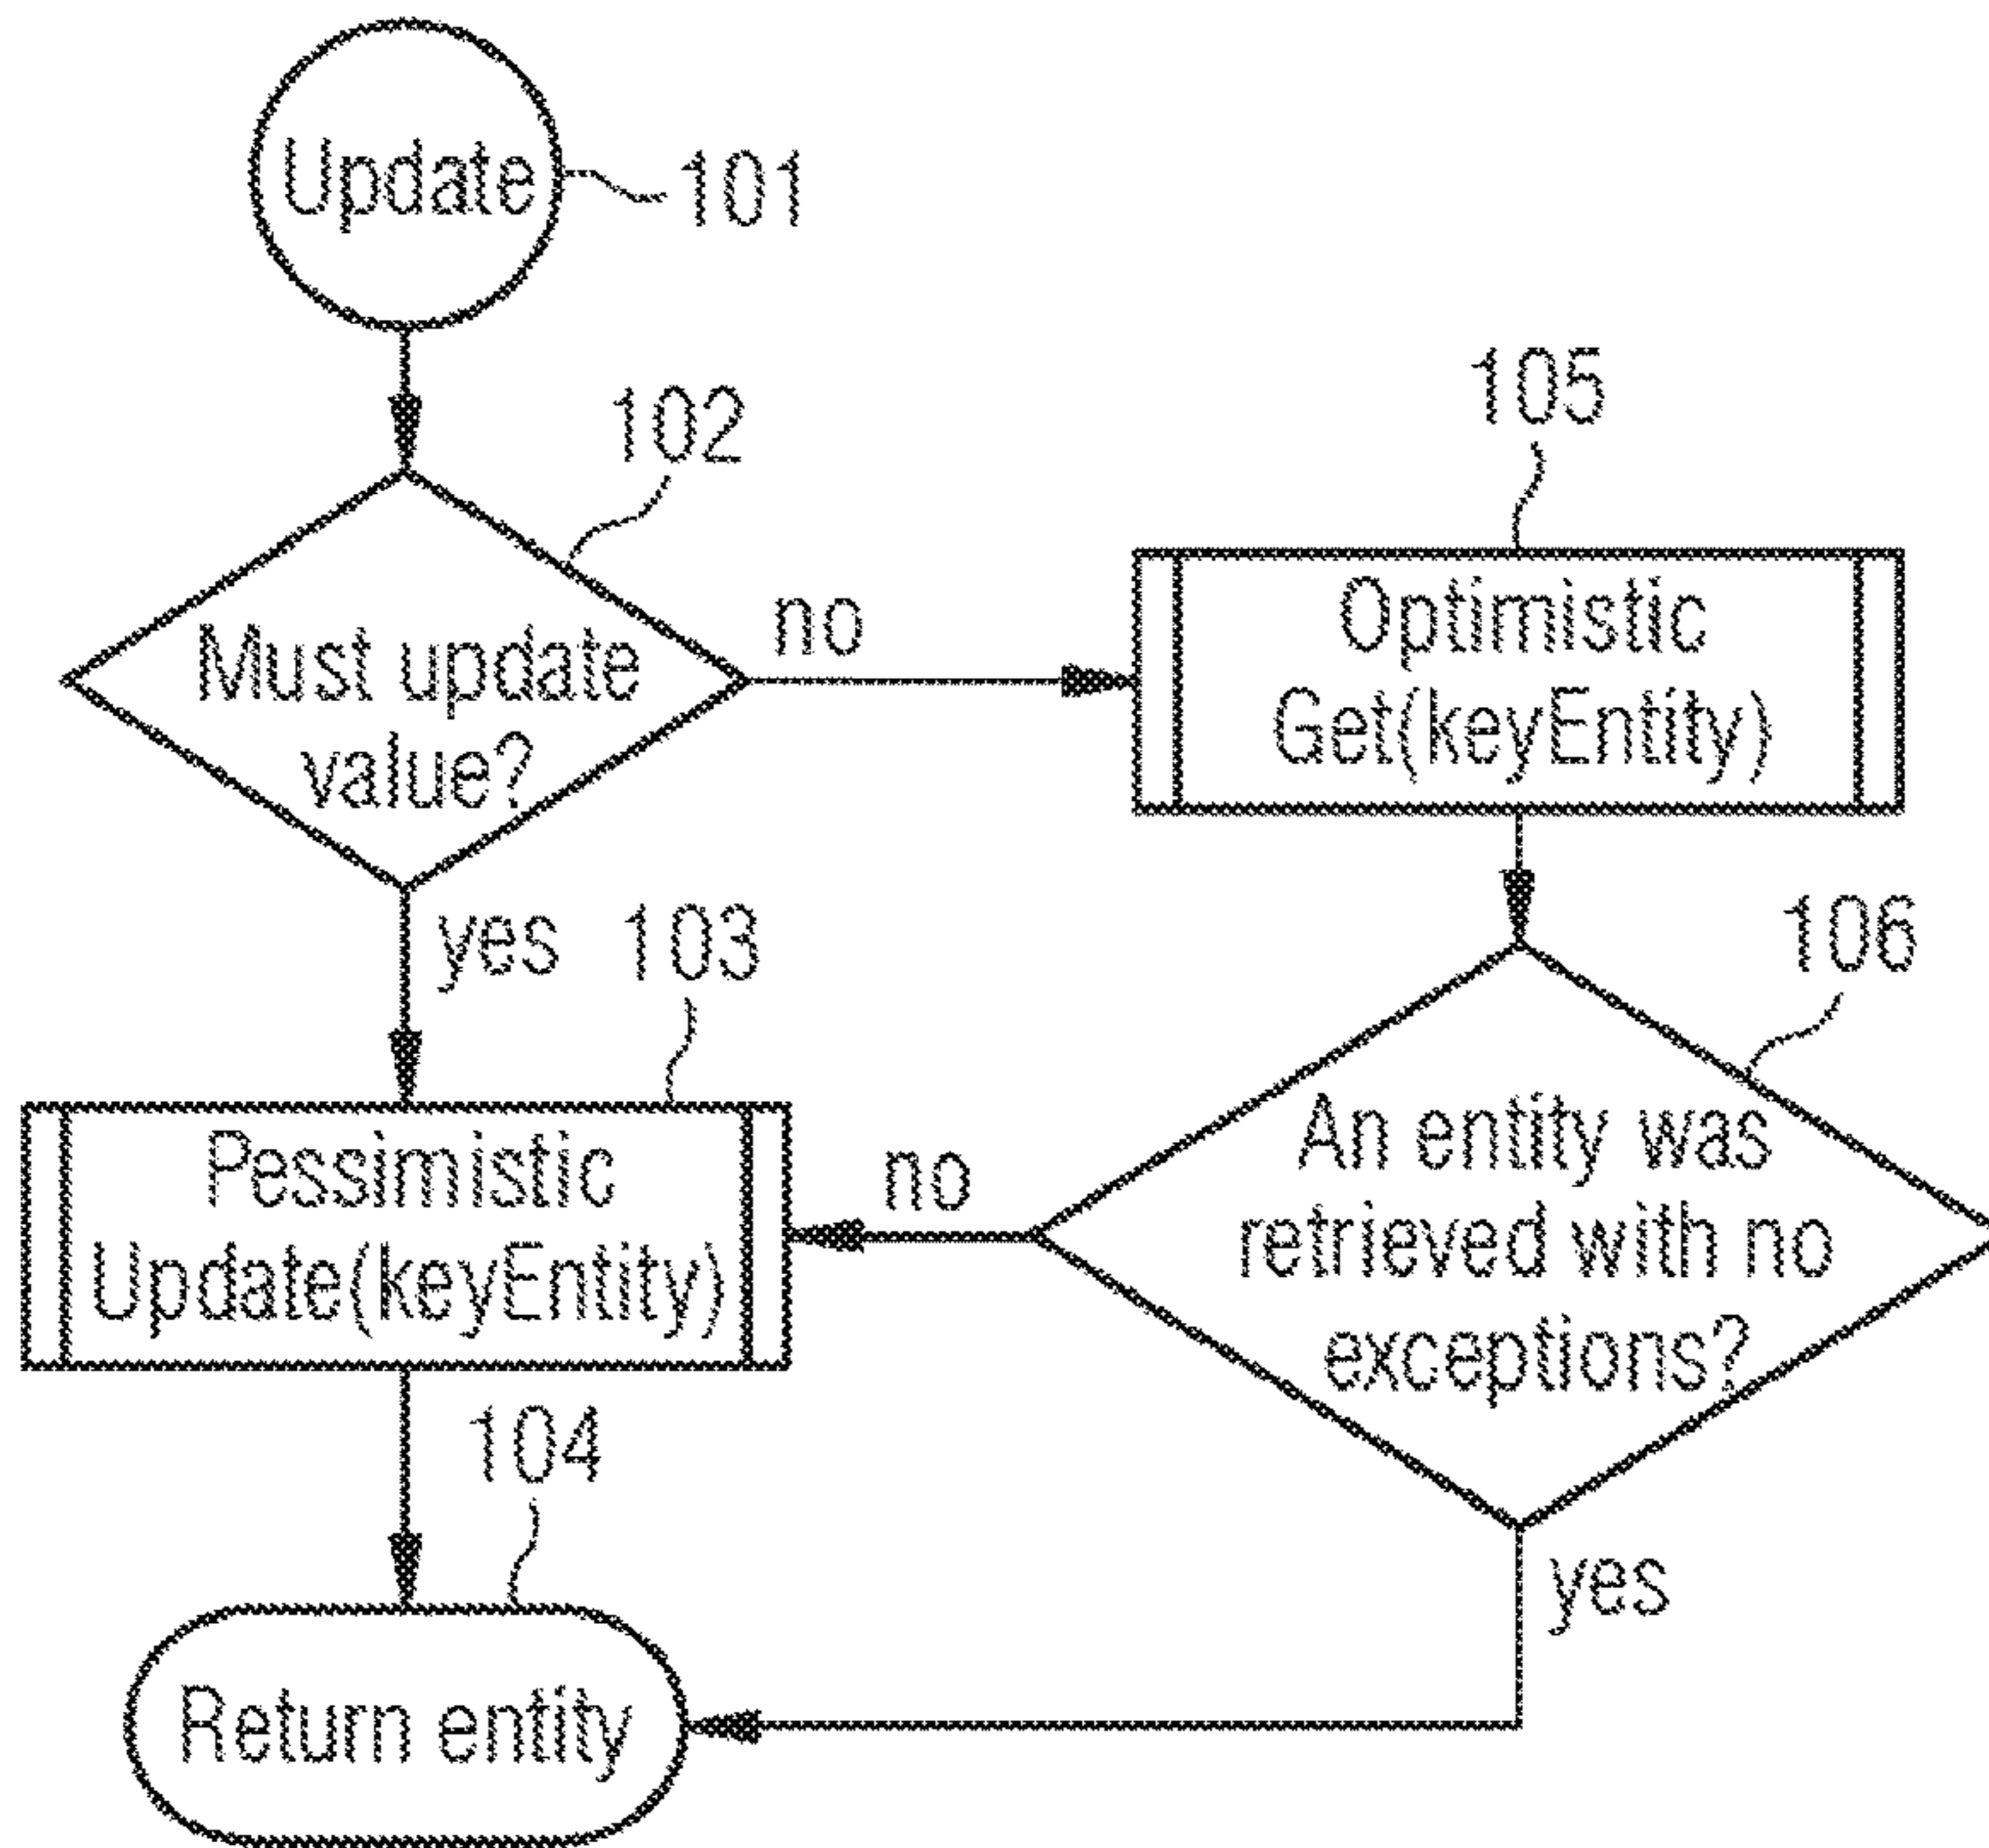 Update
101
102
Must update
value?
no
105
Optimistic
Get(keyEntity)
yes
103
Pessimistic
Update(keyEntity)
no
106
An entity was
retrieved with no
exceptions?
yes
104
Return entity